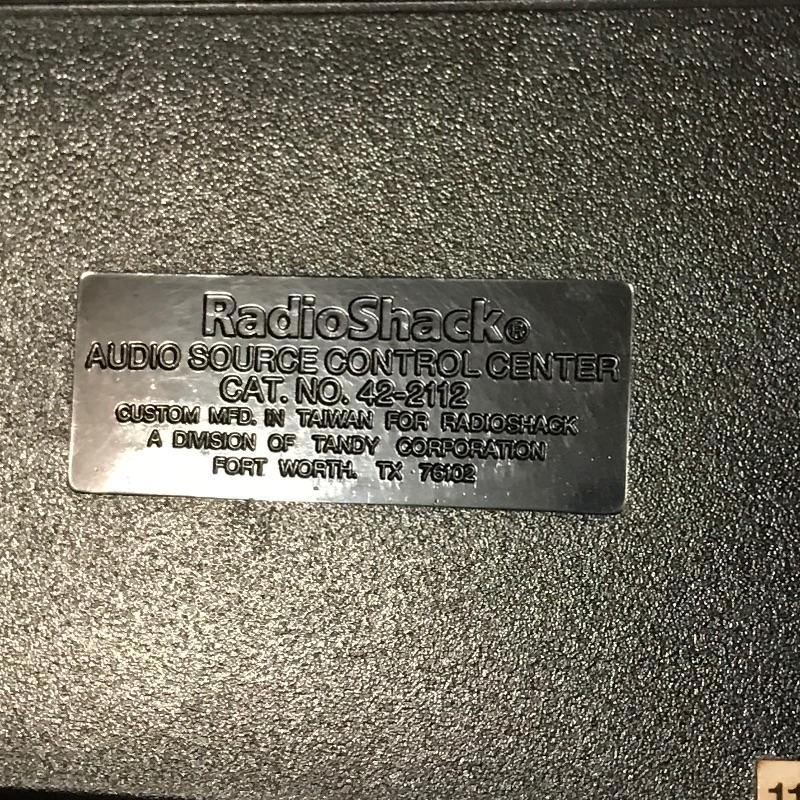 RadioShack®
AUDIO SOURCE CONTROL CENTER
CAT. NO. 42-2112
CUSTOM MFD. IN TAIWAN FOR RADIOSHACK
A DIVISION OF TANDY CORPORATION
FORT WORTH. TX 76102
11